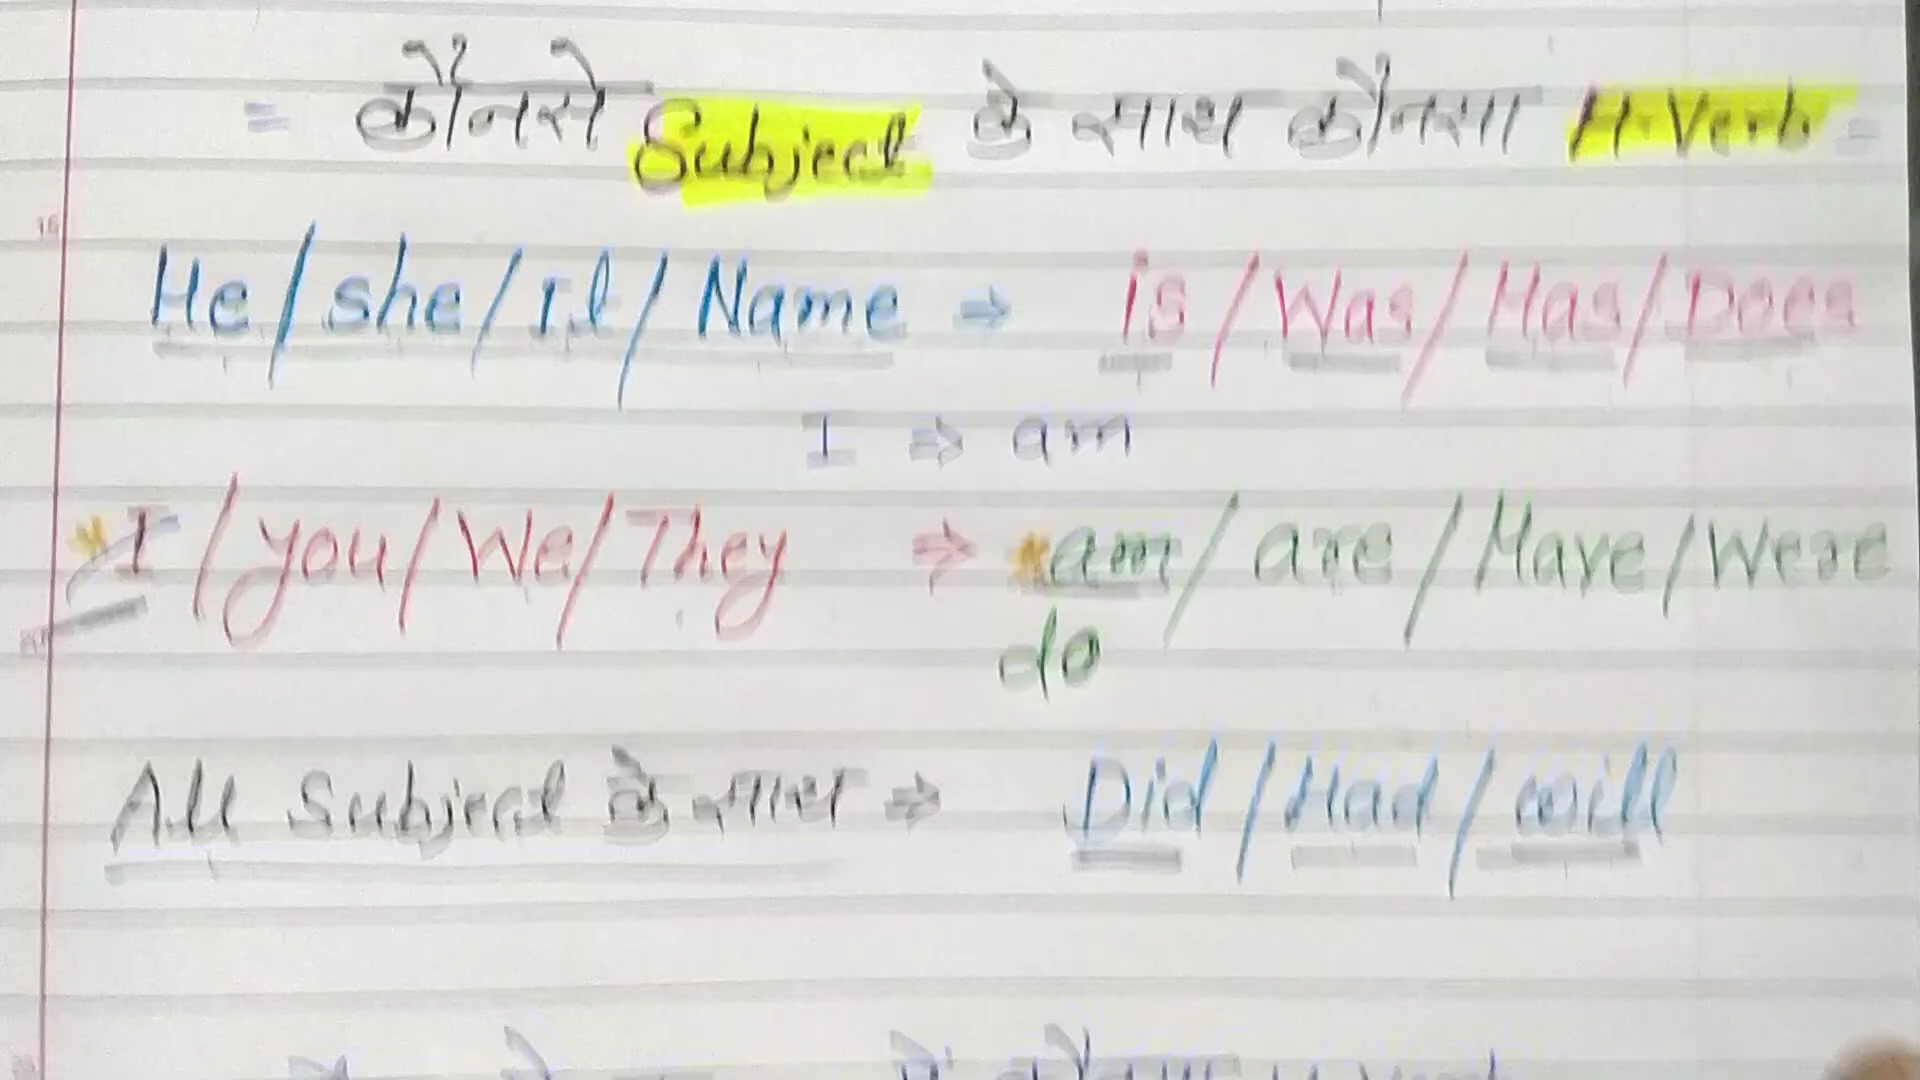 = कौनसे Subject के साथ कौनसा H.Verb =
He/she/It/Name ⇒ is/Was/Has/Does
I ⇒ am
*I/you/We/They ⇒ *am/are/Have/Were
do
All Subject के साथ ⇒ Did/Had/will